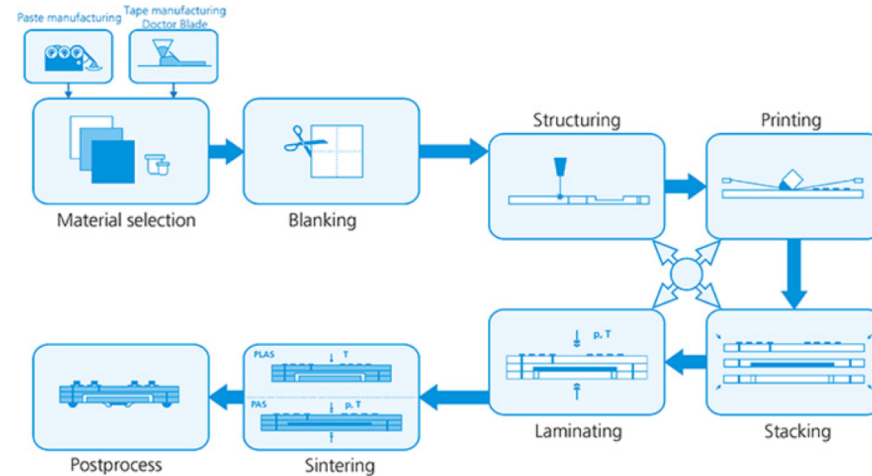 Paste manufacturing
Tape manufacturing
Doctor Blade
Material selection
Blanking
Structuring
Printing
Stacking
p, T
Laminating
PLAS
T
PAS
p, T
Sintering
Postprocess